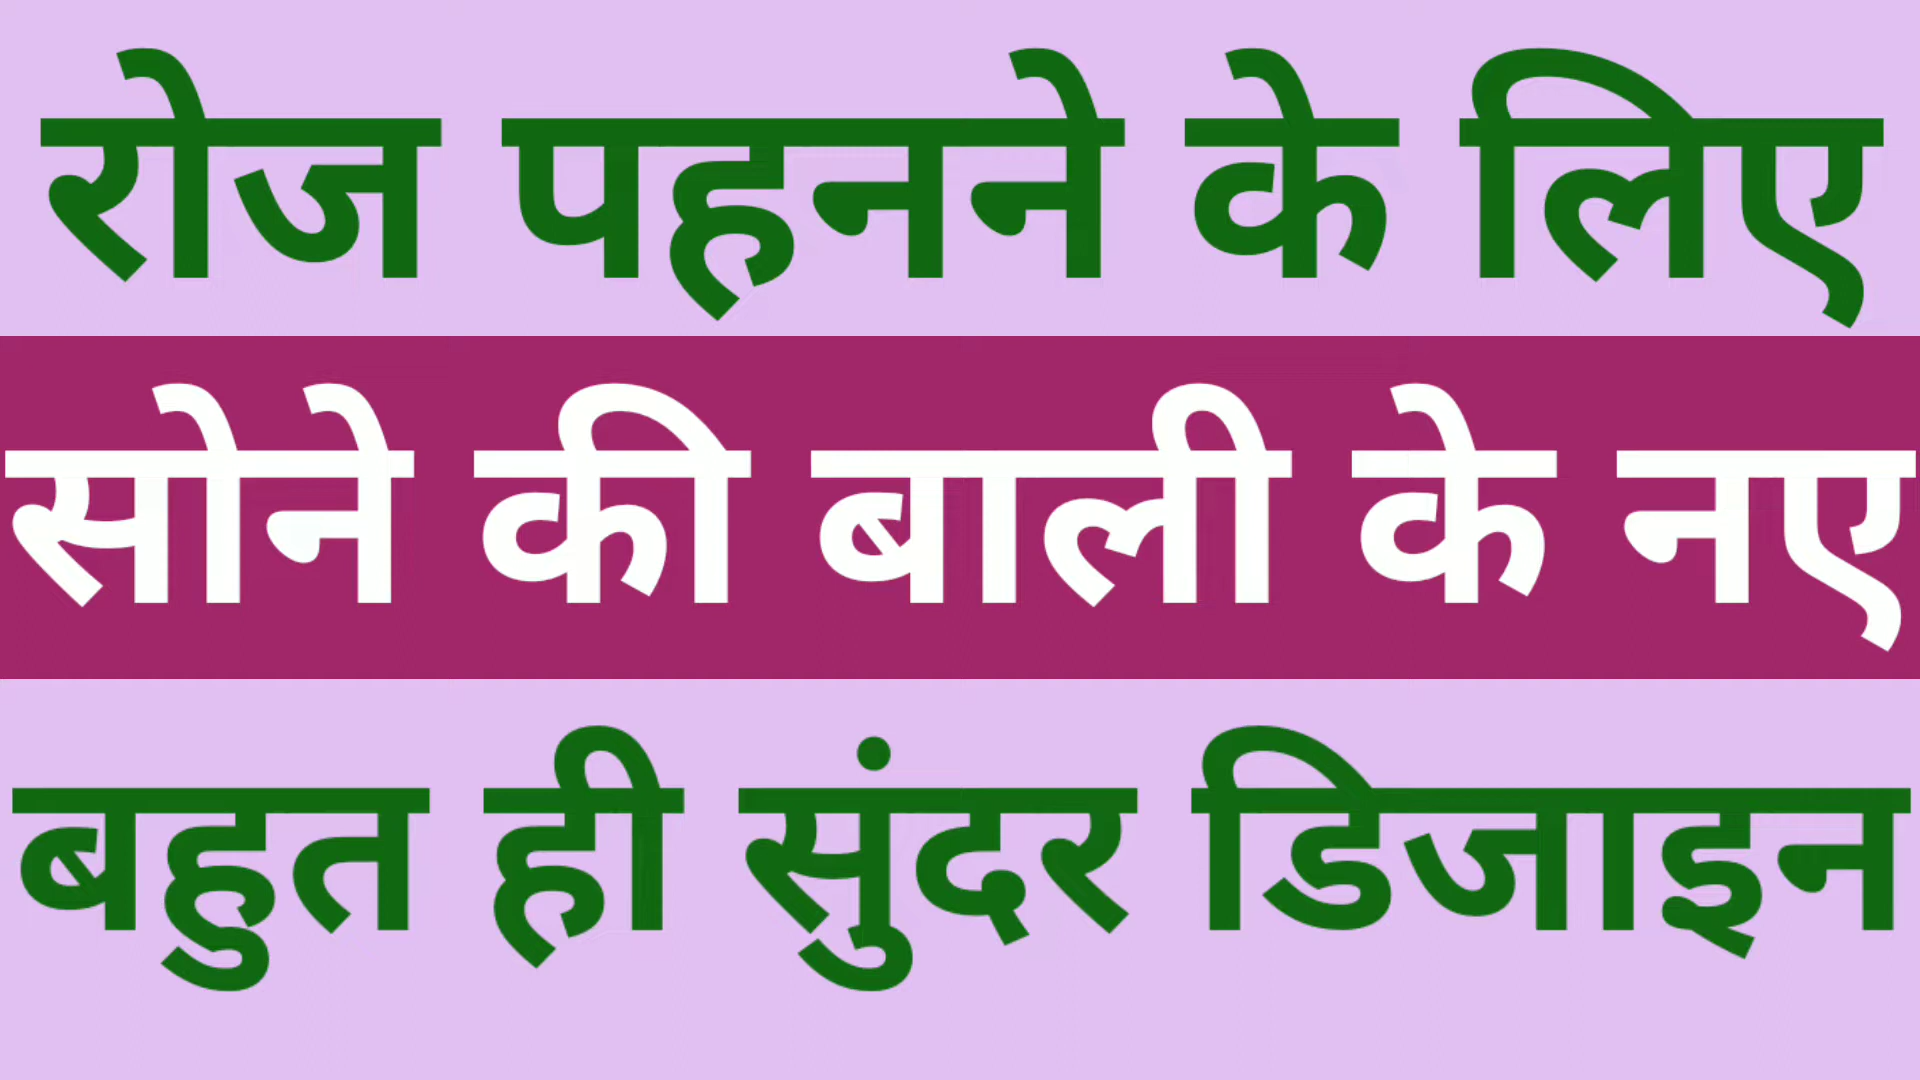 रोज पहनने के लिए
सोने की बाली के नए
बहुत ही सुंदर डिजाइन